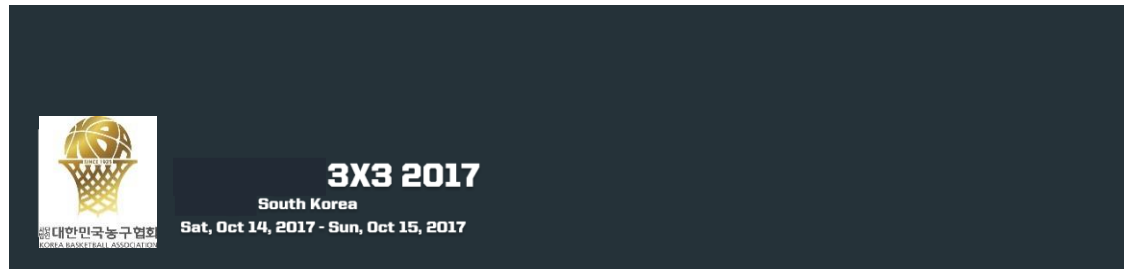 SINCE 1925
대한민국농구협회
KOREA BASKETBALL ASSOCIATION
3X3 2017
South Korea
Sat, Oct 14, 2017 - Sun, Oct 15, 2017